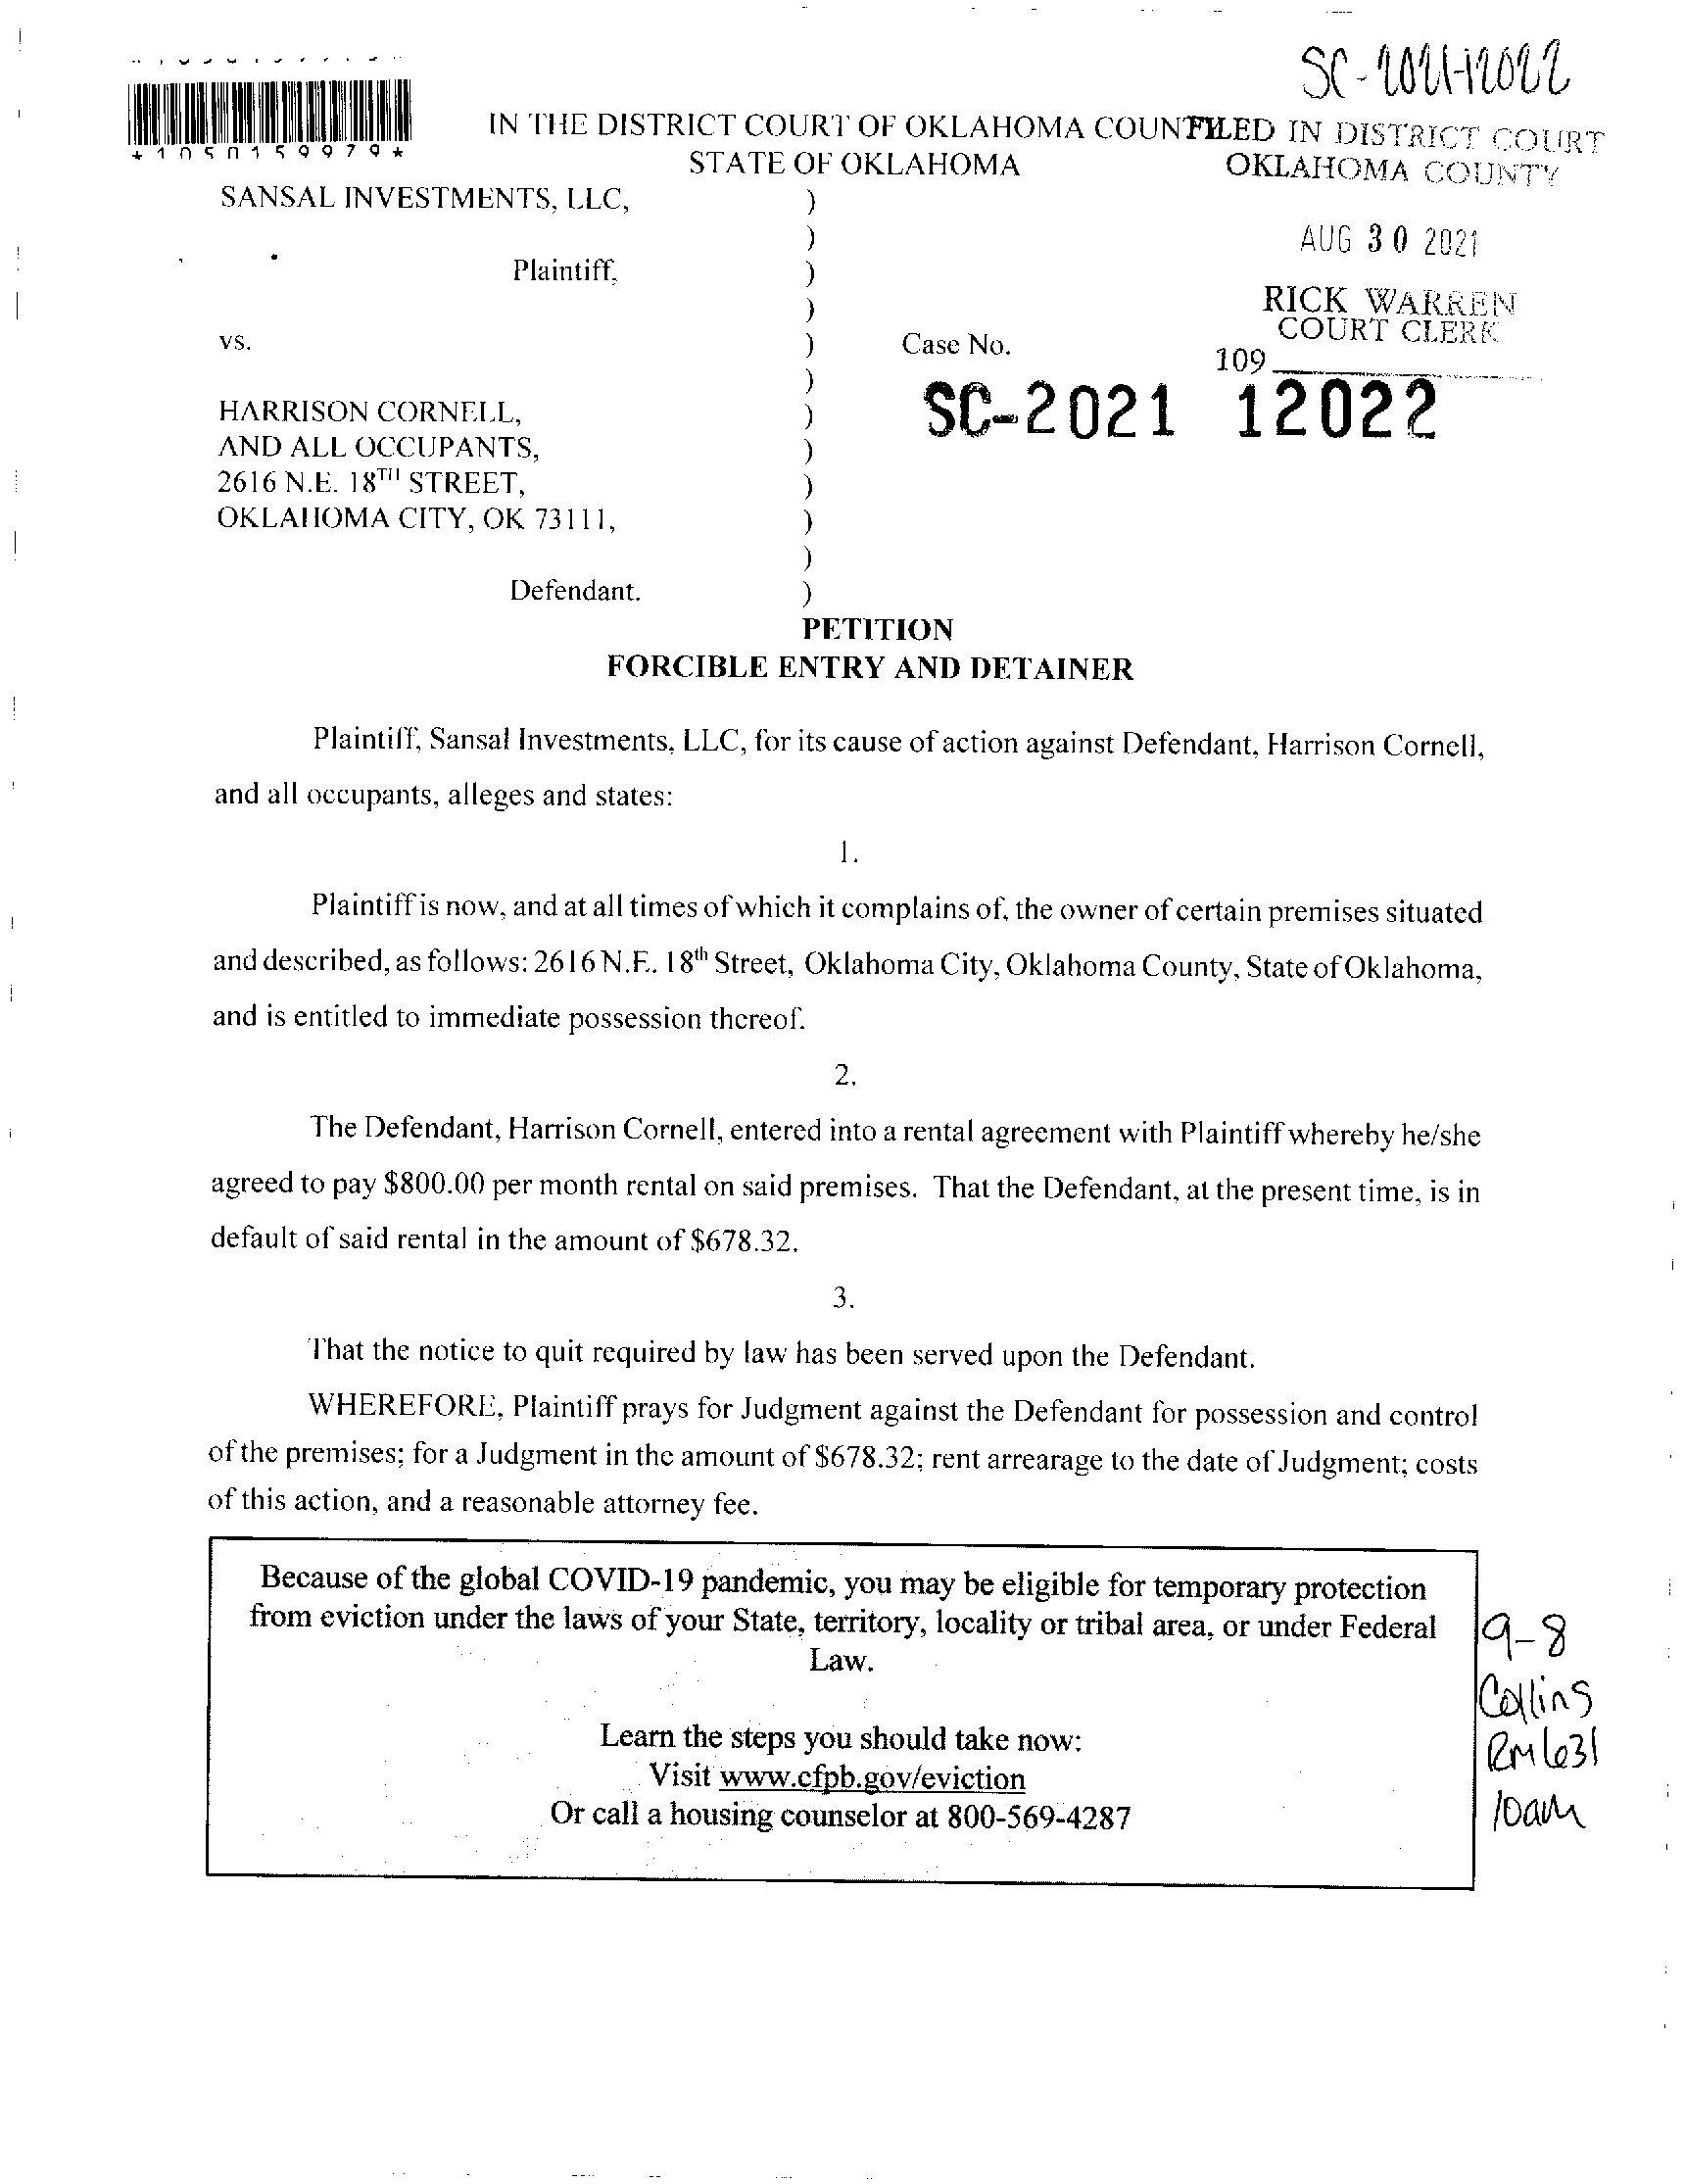 SC-2021-12022
*1050159979*
IN THE DISTRICT COURT OF OKLAHOMA COUNTY
STATE OF OKLAHOMA
FILED IN DISTRICT COURT
OKLAHOMA COUNTY
AUG 30 2021
RICK WARREN
COURT CLERK
109
SANSAL INVESTMENTS, LLC, )
)
Plaintiff, )
)
vs. ) Case No.
)
SC-2021 12022
HARRISON CORNELL, )
AND ALL OCCUPANTS, )
2616 N.E. 18TH STREET, )
OKLAHOMA CITY, OK 73111, )
)
Defendant. )
PETITION
FORCIBLE ENTRY AND DETAINER
Plaintiff, Sansal Investments, LLC, for its cause of action against Defendant, Harrison Cornell,
and all occupants, alleges and states:
1.
Plaintiff is now, and at all times of which it complains of, the owner of certain premises situated
and described, as follows: 2616 N.E. 18th Street, Oklahoma City, Oklahoma County, State of Oklahoma,
and is entitled to immediate possession thereof.
2.
The Defendant, Harrison Cornell, entered into a rental agreement with Plaintiff whereby he/she
agreed to pay $800.00 per month rental on said premises. That the Defendant, at the present time, is in
default of said rental in the amount of $678.32.
3.
That the notice to quit required by law has been served upon the Defendant.
WHEREFORE, Plaintiff prays for Judgment against the Defendant for possession and control
of the premises; for a Judgment in the amount of $678.32; rent arrearage to the date of Judgment; costs
of this action, and a reasonable attorney fee.
Because of the global COVID-19 pandemic, you may be eligible for temporary protection
from eviction under the laws of your State, territory, locality or tribal area, or under Federal
Law.
Learn the steps you should take now:
Visit www.cfpb.gov/eviction
Or call a housing counselor at 800-569-4287
9-8
Collins
RM 631
10am